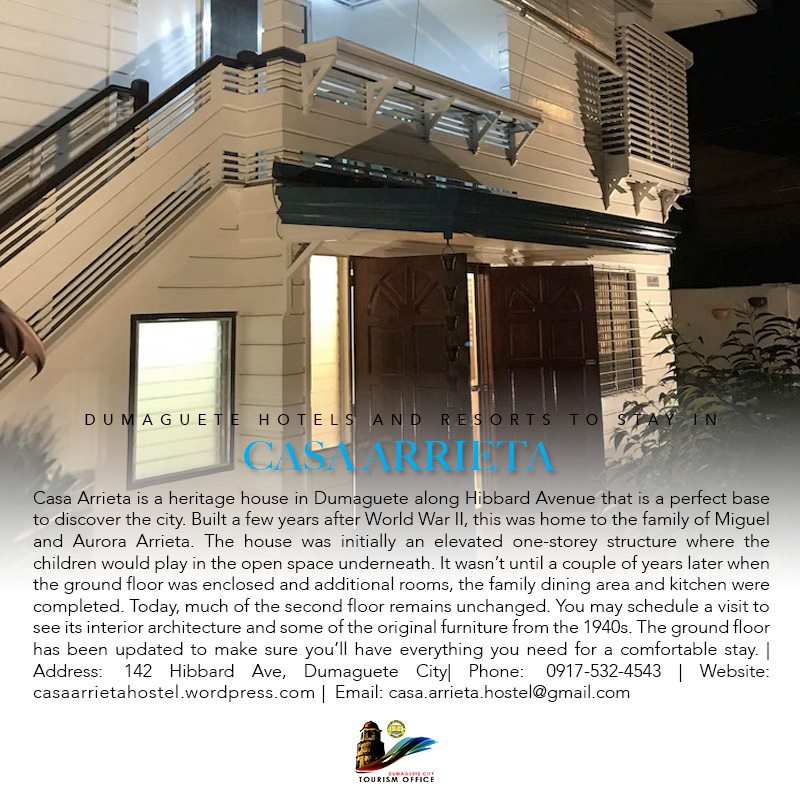 DUMAGUETE HOTELS AND RESORTS TO STAY IN
CASA ARRIETA
Casa Arrieta is a heritage house in Dumaguete along Hibbard Avenue that is a perfect base
to discover the city. Built a few years after World War II, this was home to the family of Miguel
and Aurora Arrieta. The house was initially an elevated one-storey structure where the
children would play in the open space underneath. It wasn’t until a couple of years later when
the ground floor was enclosed and additional rooms, the family dining area and kitchen were
completed. Today, much of the second floor remains unchanged. You may schedule a visit to
see its interior architecture and some of the original furniture from the 1940s. The ground floor
has been updated to make sure you’ll have everything you need for a comfortable stay. |
Address: 142 Hibbard Ave, Dumaguete City| Phone: 0917-532-4543 | Website:
casaarrietahostel.wordpress.com | Email: casa.arrieta.hostel@gmail.com
DUMAGUETE CITY
TOURISM OFFICE